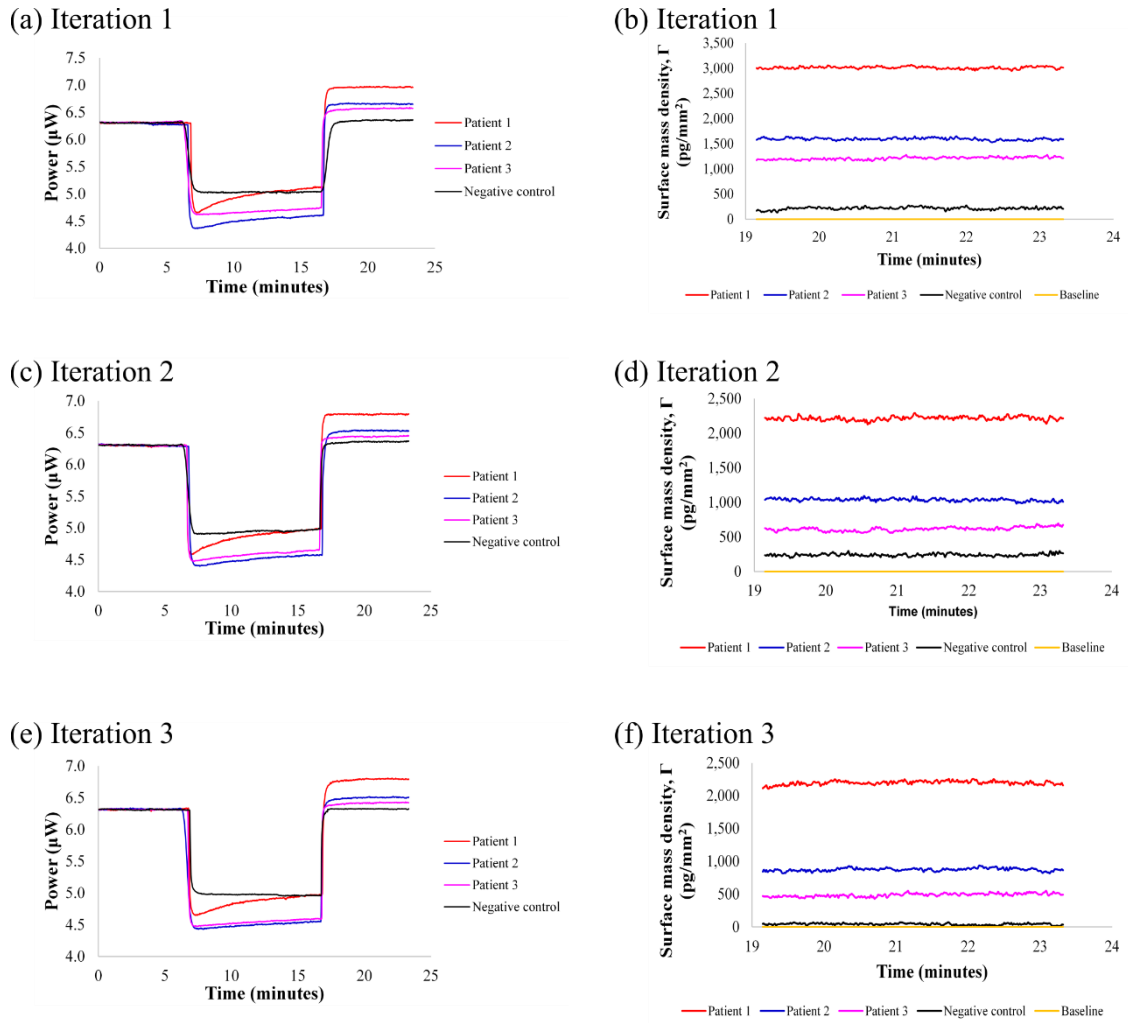 (a) Iteration 1
Power (µW)
7.0
6.5
6.0
5.5
5.0
4.5
4.0
0 5 10 15 20 25
Time (minutes)
Patient 1
Patient 2
Patient 3
Negative control
(b) Iteration 1
Surface mass density, Γ
(pg/mm²)
3,500
3,000
2,500
2,000
1,500
1,000
500
0
19 20 21 22 23 24
Time (minutes)
Patient 1 Patient 2 Patient 3 Negative control Baseline
(c) Iteration 2
Power (µW)
7.0
6.5
6.0
5.5
5.0
4.5
4.0
0 5 10 15 20 25
Time (minutes)
Patient 1
Patient 2
Patient 3
Negative control
(d) Iteration 2
Surface mass density, Γ
(pg/mm²)
2,500
2,000
1,500
1,000
500
0
19 20 21 22 23 24
Time (minutes)
Patient 1 Patient 2 Patient 3 Negative control Baseline
(e) Iteration 3
Power (µW)
7.0
6.5
6.0
5.5
5.0
4.5
4.0
0 5 10 15 20 25
Time (minutes)
Patient 1
Patient 2
Patient 3
Negative control
(f) Iteration 3
Surface mass density, Γ
(pg/mm²)
2,500
2,000
1,500
1,000
500
0
19 20 21 22 23 24
Time (minutes)
Patient 1 Patient 2 Patient 3 Negative control Baseline